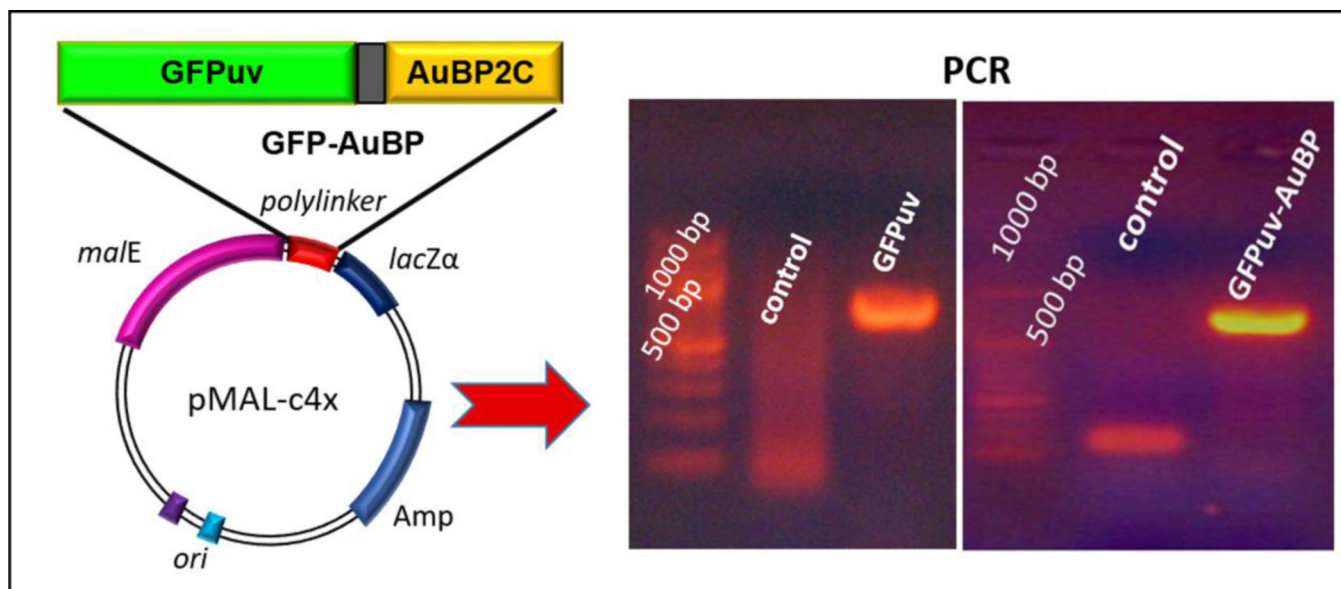 GFPuv
AuBP2C
GFP-AuBP
polylinker
malE
lacZα
pMAL-c4x
Amp
ori
PCR
1000 bp
500 bp
control
GFPuv
1000 bp
500 bp
control
GFPuv-AuBP